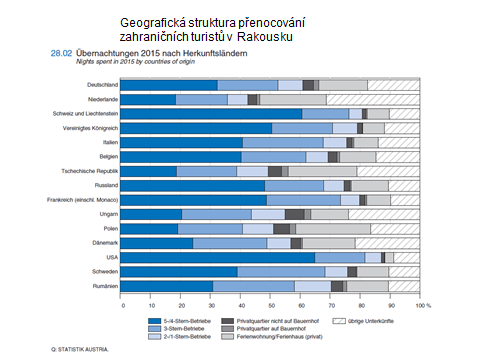 Geografická struktura přenocování
zahraničních turistů v Rakousku
28.02 Übernachtungen 2015 nach Herkunftsländern
Nights spent in 2015 by countries of origin
Deutschland
Niederlande
Schweiz und Liechtenstein
Vereinigtes Königreich
Italien
Belgien
Tschechische Republik
Russland
Frankreich (einschl. Monaco)
Ungarn
Polen
Dänemark
USA
Schweden
Rumänien
0 10 20 30 40 50 60 70 80 90 100 %
5-/4-Stern-Betriebe
3-Stern-Betriebe
2-/1-Stern-Betriebe
Privatquartier nicht auf Bauernhof
Privatquartier auf Bauernhof
Ferienwohnung/Ferienhaus (privat)
übrige Unterkünfte
Q: STATISTIK AUSTRIA.